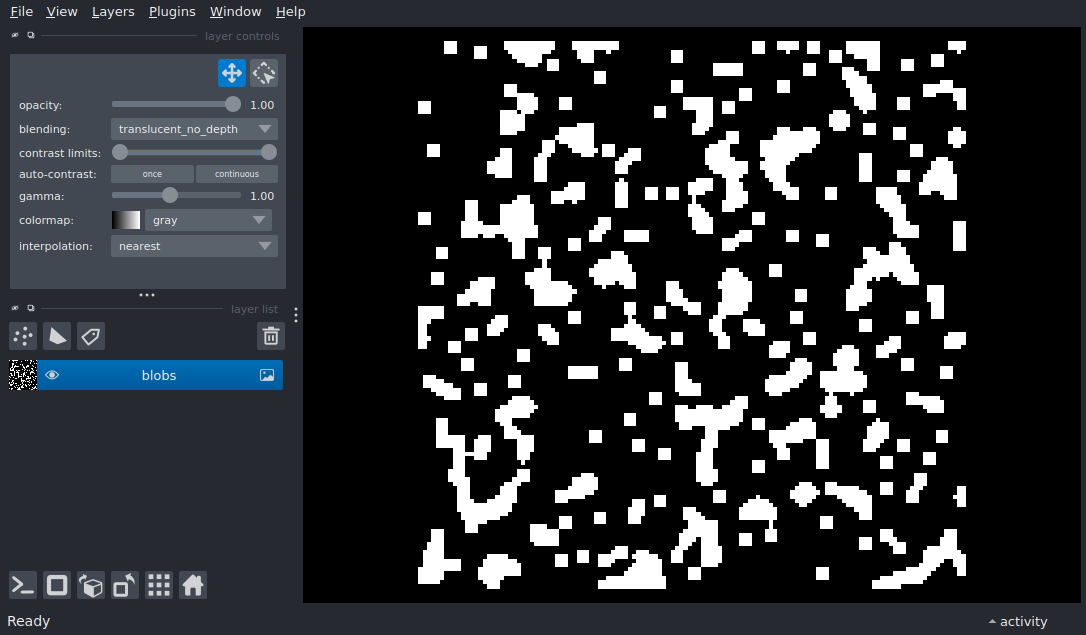 File View Layers Plugins Window Help
layer controls
opacity: 1.00
blending: translucent_no_depth
contrast limits:
auto-contrast: once continuous
gamma: 1.00
colormap: gray
interpolation: nearest
layer list
blobs
Ready activity